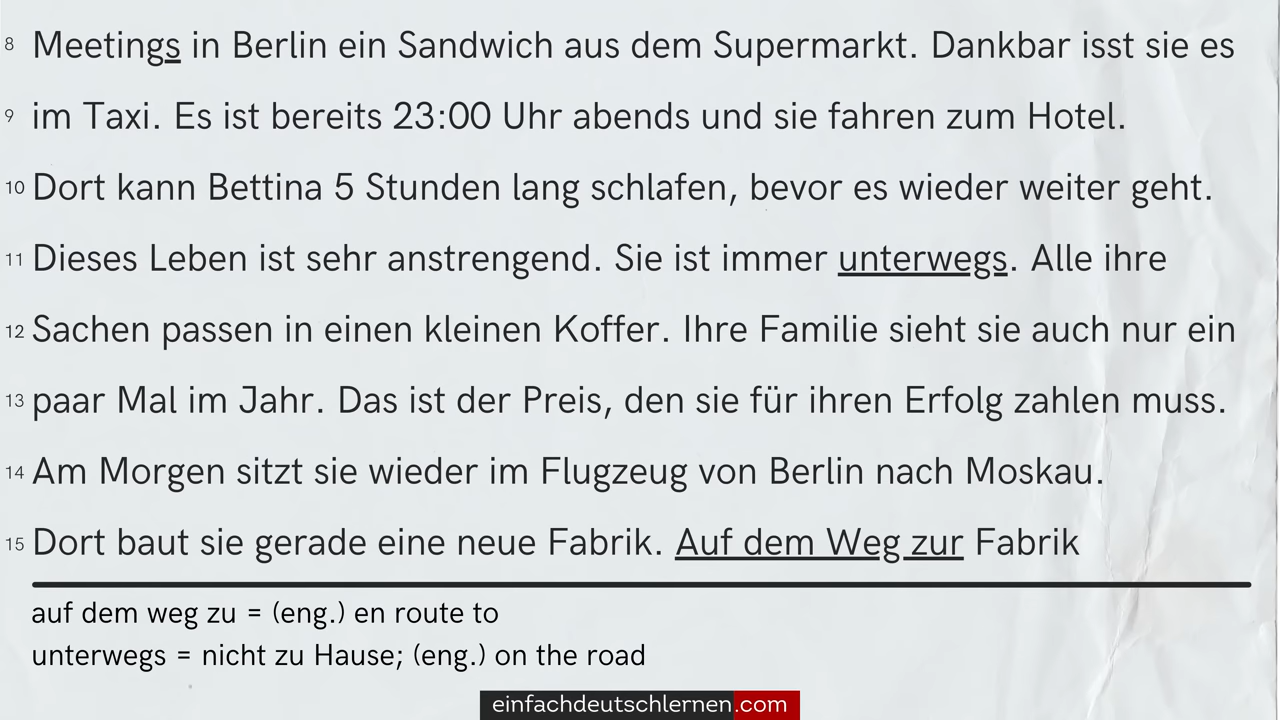 8 Meetings in Berlin ein Sandwich aus dem Supermarkt. Dankbar isst sie es
9 im Taxi. Es ist bereits 23:00 Uhr abends und sie fahren zum Hotel.
10 Dort kann Bettina 5 Stunden lang schlafen, bevor es wieder weiter geht.
11 Dieses Leben ist sehr anstrengend. Sie ist immer unterwegs. Alle ihre
12 Sachen passen in einen kleinen Koffer. Ihre Familie sieht sie auch nur ein
13 paar Mal im Jahr. Das ist der Preis, den sie für ihren Erfolg zahlen muss.
14 Am Morgen sitzt sie wieder im Flugzeug von Berlin nach Moskau.
15 Dort baut sie gerade eine neue Fabrik. Auf dem Weg zur Fabrik
auf dem weg zu = (eng.) en route to
unterwegs = nicht zu Hause; (eng.) on the road
einfachdeutschlernen.com